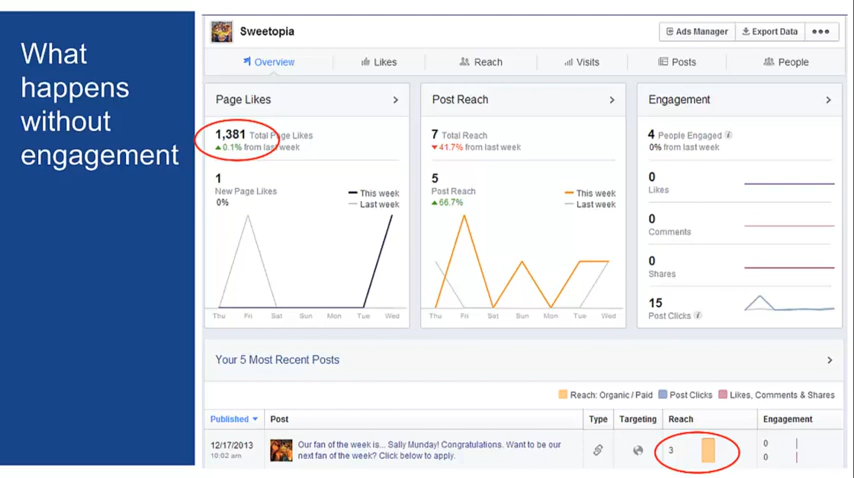 What
happens
without
engagement
Sweetopia
Ads Manager
Export Data
Overview
Likes
Reach
Visits
Posts
People
Page Likes
1,381 Total Page Likes
0.1% from last week
1
New Page Likes
0%
This week
Last week
Thu Fri Sat Sun Mon Tue Wed
Post Reach
7 Total Reach
41.7% from last week
5
Post Reach
66.7%
This week
Last week
Thu Fri Sat Sun Mon Tue Wed
Engagement
4 People Engaged
0% from last week
0
Likes
0
Comments
0
Shares
15
Post Clicks
Your 5 Most Recent Posts
Reach: Organic / Paid Post Clicks Likes, Comments & Shares
Published Post Type Targeting Reach Engagement
12/17/2013
10:02 am
Our fan of the week is... Sally Munday! Congratulations. Want to be our
next fan of the week? Click below to apply.
3
0
0